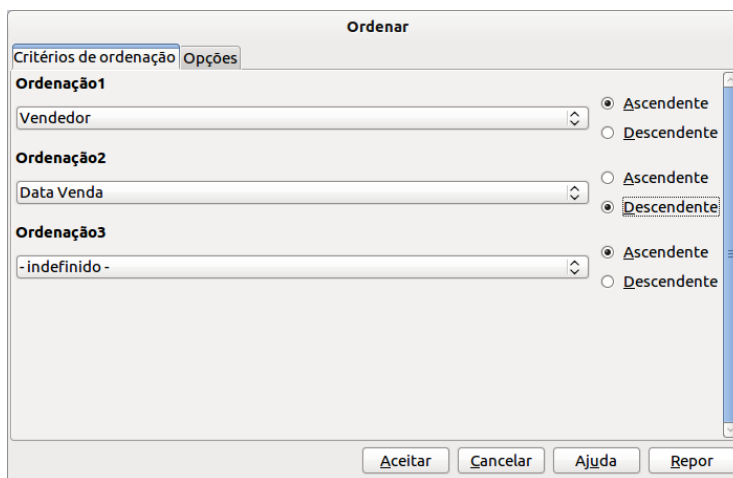 Ordenar
Critérios de ordenação Opções
Ordenação1
Vendedor
Ascendente
Descendente
Ordenação2
Data Venda
Ascendente
Descendente
Ordenação3
- indefinido -
Ascendente
Descendente
Aceitar Cancelar Ajuda Repor